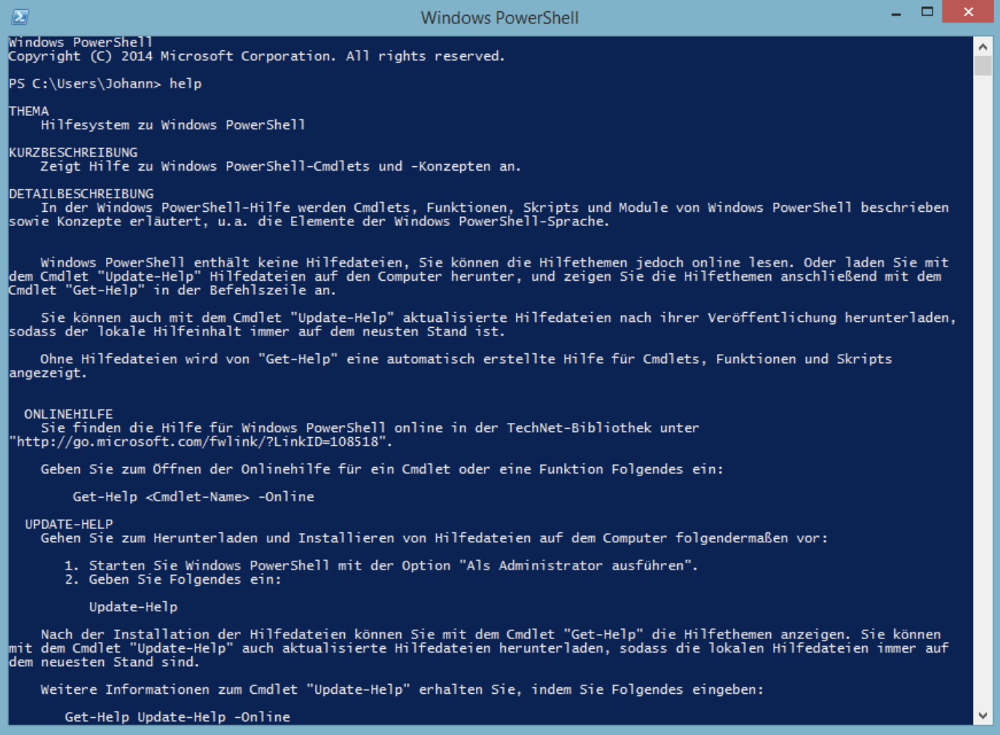 Windows PowerShell
Windows PowerShell
Copyright (C) 2014 Microsoft Corporation. All rights reserved.
PS C:\Users\Johann> help
THEMA
Hilfesystem zu Windows PowerShell
KURZBESCHREIBUNG
Zeigt Hilfe zu Windows PowerShell-Cmdlets und -Konzepten an.
DETAILBESCHREIBUNG
In der Windows PowerShell-Hilfe werden Cmdlets, Funktionen, Skripts und Module von Windows PowerShell beschrieben
sowie Konzepte erläutert, u.a. die Elemente der Windows PowerShell-Sprache.
Windows PowerShell enthält keine Hilfedateien, Sie können die Hilfethemen jedoch online lesen. Oder laden Sie mit
dem Cmdlet "Update-Help" Hilfedateien auf den Computer herunter, und zeigen Sie die Hilfethemen anschließend mit dem
Cmdlet "Get-Help" in der Befehlszeile an.
Sie können auch mit dem Cmdlet "Update-Help" aktualisierte Hilfedateien nach ihrer Veröffentlichung herunterladen,
sodass der lokale Hilfeinhalt immer auf dem neusten Stand ist.
Ohne Hilfedateien wird von "Get-Help" eine automatisch erstellte Hilfe für Cmdlets, Funktionen und Skripts
angezeigt.
ONLINEHILFE
Sie finden die Hilfe für Windows PowerShell online in der TechNet-Bibliothek unter
"http://go.microsoft.com/fwlink/?LinkID=108518".
Geben Sie zum Öffnen der Onlinehilfe für ein Cmdlet oder eine Funktion Folgendes ein:
Get-Help <Cmdlet-Name> -Online
UPDATE-HELP
Gehen Sie zum Herunterladen und Installieren von Hilfedateien auf dem Computer folgendermaßen vor:
1. Starten Sie Windows PowerShell mit der Option "Als Administrator ausführen".
2. Geben Sie Folgendes ein:
Update-Help
Nach der Installation der Hilfedateien können Sie mit dem Cmdlet "Get-Help" die Hilfethemen anzeigen. Sie können
mit dem Cmdlet "Update-Help" auch aktualisierte Hilfedateien herunterladen, sodass die lokalen Hilfedateien immer auf
dem neuesten Stand sind.
Weitere Informationen zum Cmdlet "Update-Help" erhalten Sie, indem Sie Folgendes eingeben:
Get-Help Update-Help -Online